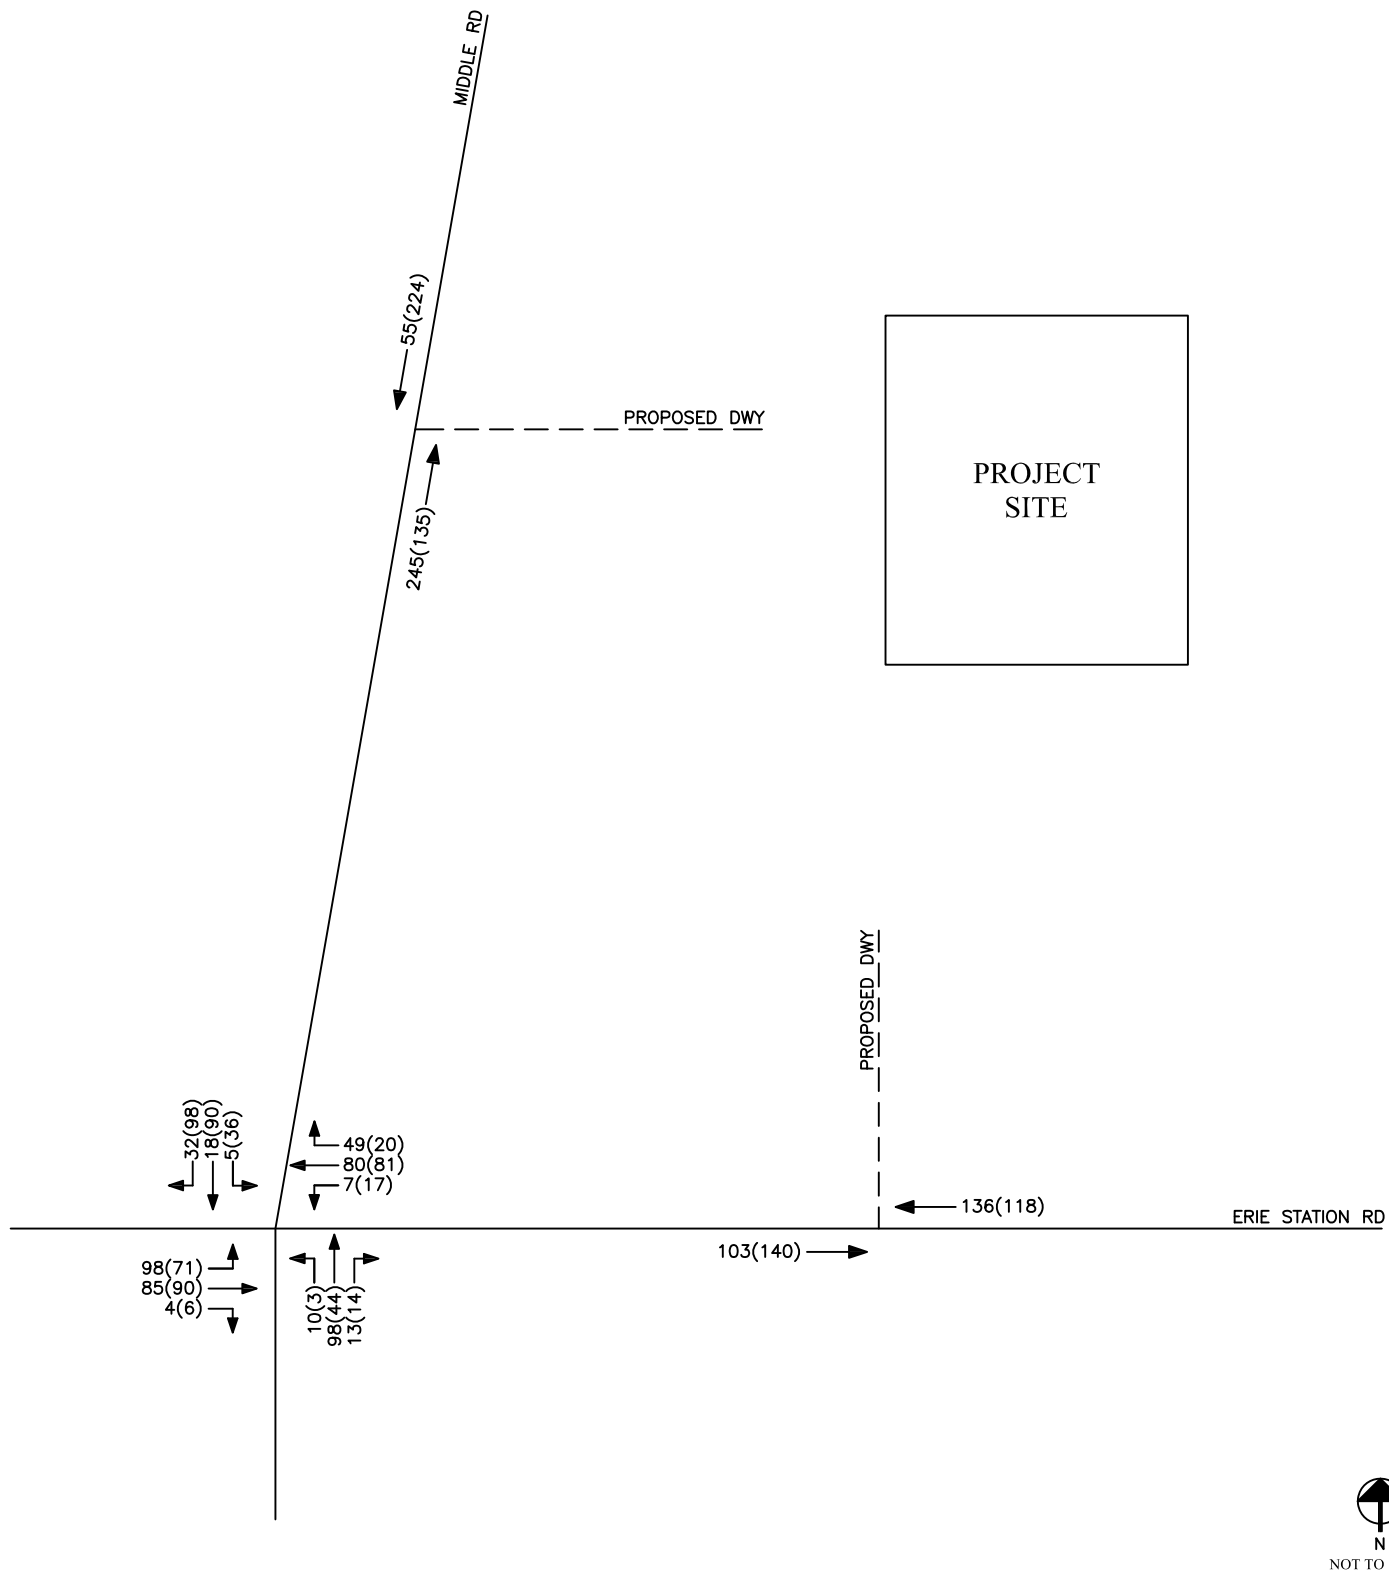 MIDDLE RD
55(224)
PROPOSED DWY
245(135)
PROJECT
SITE
PROPOSED DWY
32(98)
18(90)
5(36)
49(20)
80(81)
7(17)
136(118)
ERIE STATION RD
103(140)
98(71)
85(90)
4(6)
10(3)
98(44)
13(14)
N
NOT TO